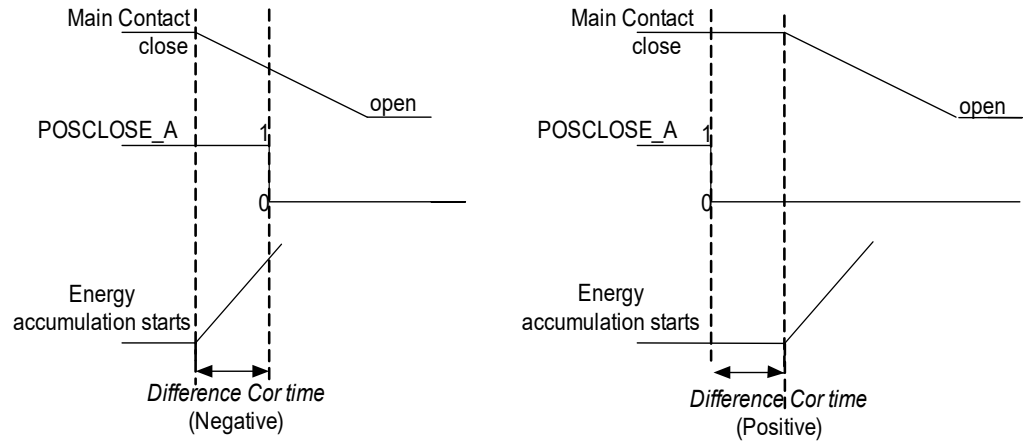 Main Contact
close
open
POSCLOSE_A
1
0
Energy
accumulation starts
Difference Cor time
(Negative)
Main Contact
close
open
POSCLOSE_A
1
0
Energy
accumulation starts
Difference Cor time
(Positive)